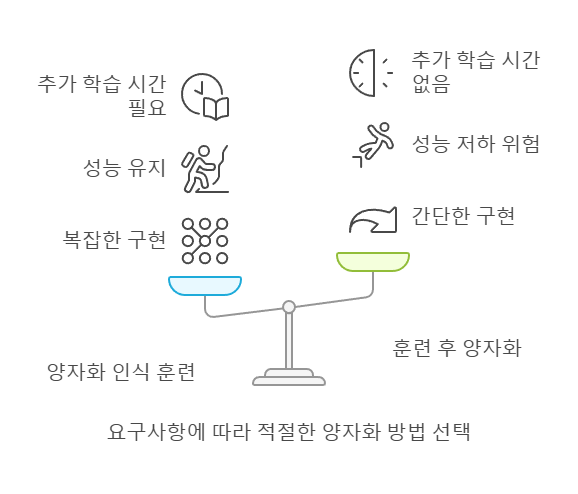 추가 학습 시간
필요
성능 유지
복잡한 구현
추가 학습 시간
없음
성능 저하 위험
간단한 구현
양자화 인식 훈련
훈련 후 양자화
요구사항에 따라 적절한 양자화 방법 선택